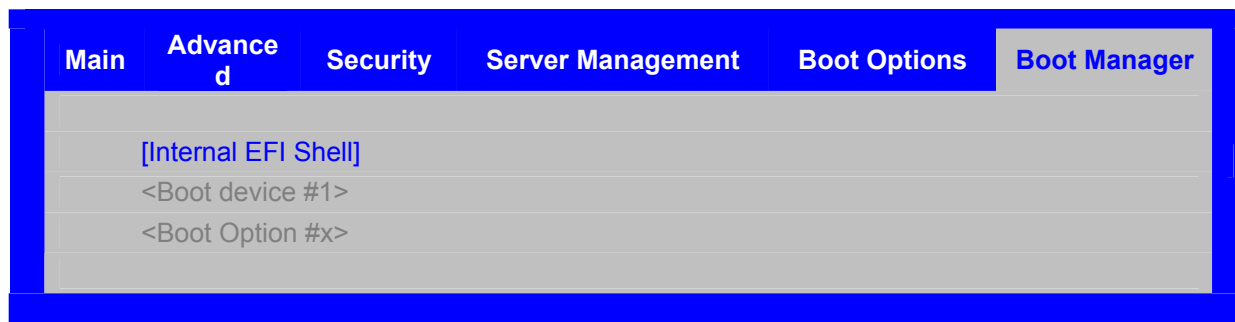 Main Advance
d Security Server Management Boot Options Boot Manager
[Internal EFI Shell]
<Boot device #1>
<Boot Option #x>